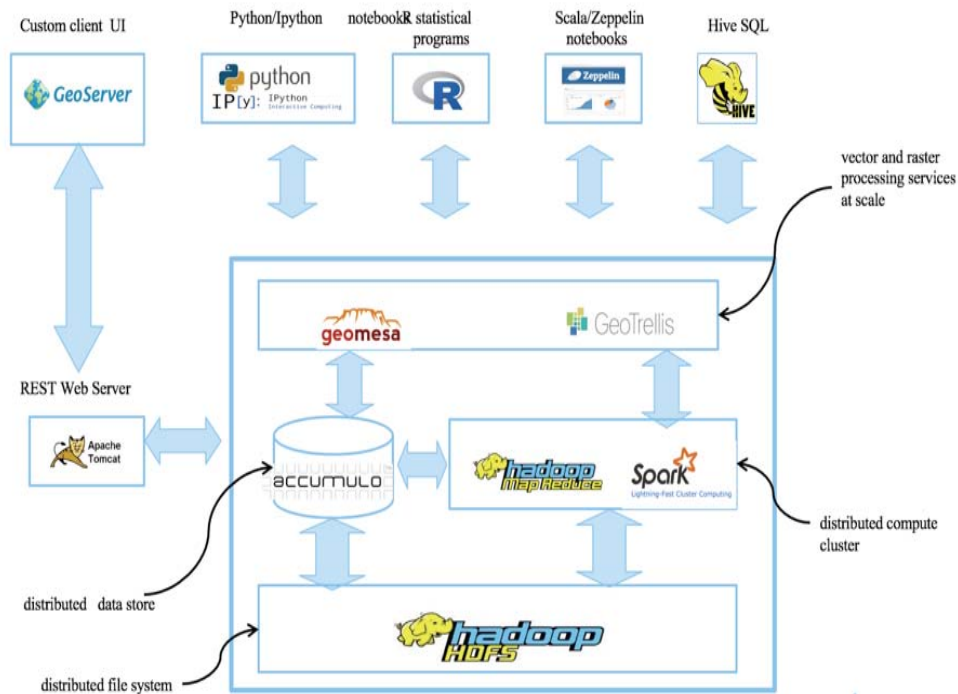 Custom client UI
Python/Ipython
notebooks
R statistical
programs
Scala/Zeppelin
notebooks
Hive SQL
GeoServer
python
IP[y]: IPython
Interactive Computing
R
Zeppelin
HIVE
vector and raster
processing services
at scale
geomesa
GeoTrellis
REST Web Server
Apache
Tomcat
accumulo
hadoop
Map Reduce
Spark
Lightning-Fast Cluster Computing
distributed compute
cluster
distributed data store
hadoop
HDFS
distributed file system